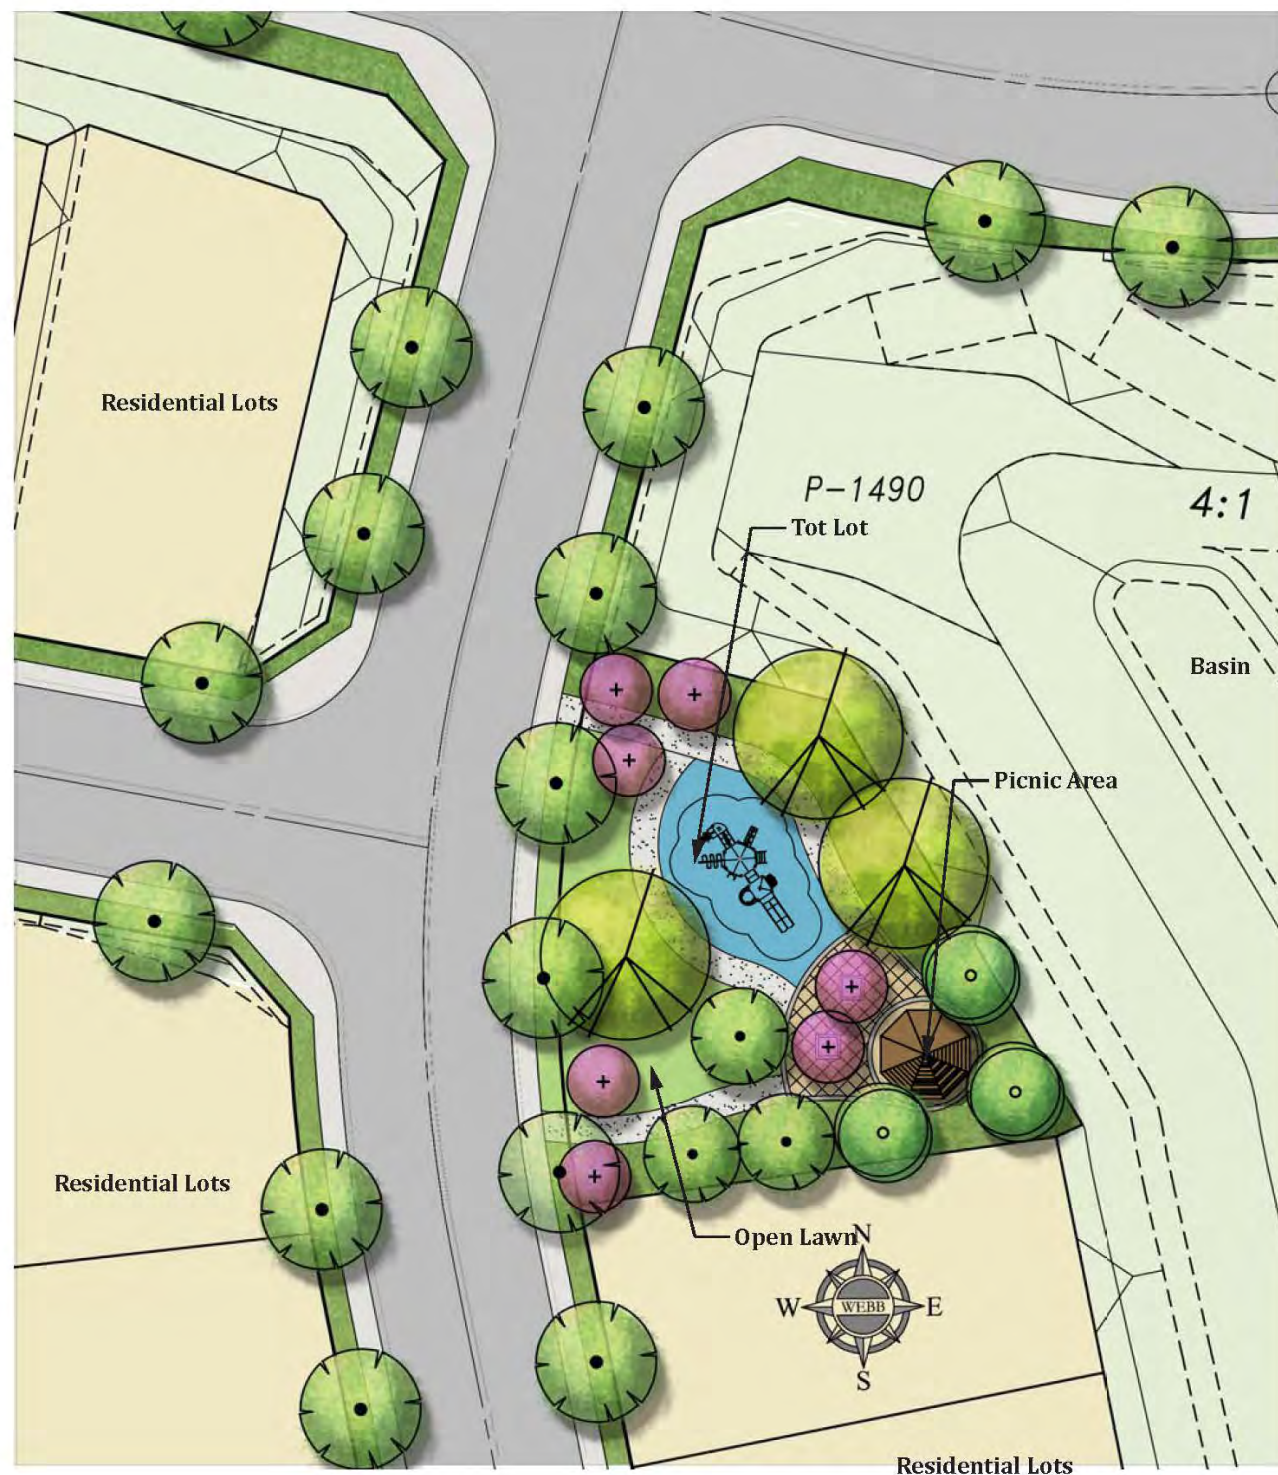 Residential Lots
P-1490
4:1
Tot Lot
Basin
Picnic Area
Residential Lots
Open Lawn
N
W WEBB E
S
Residential Lots